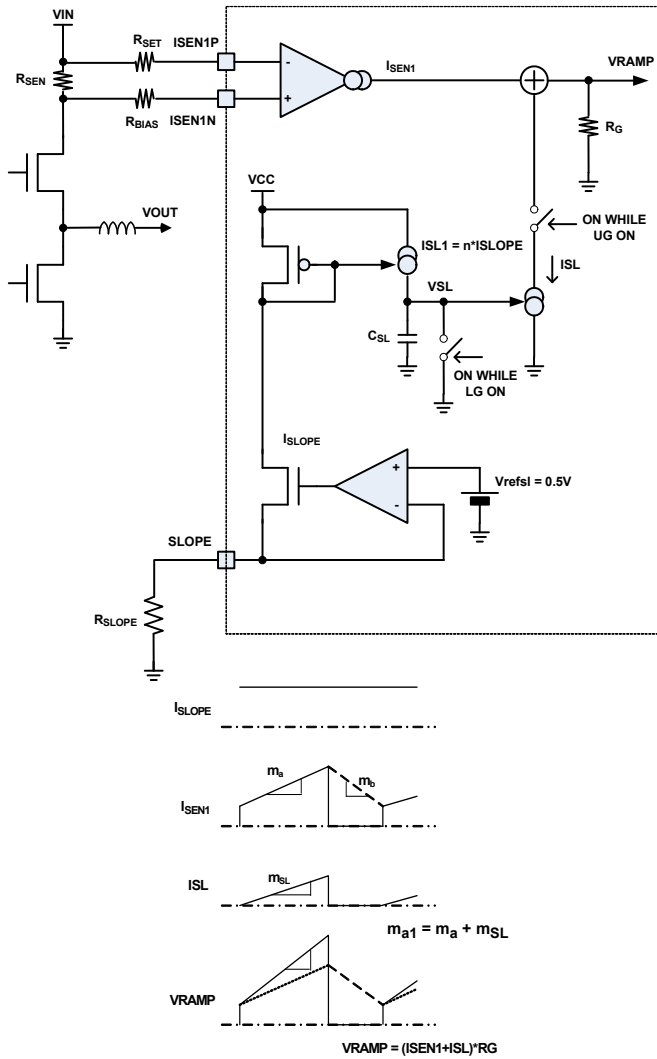 VIN
RSET
ISEN1P
ISEN1
VRAMP
RSEN
RBIAS
ISEN1N
RG
-
+
VCC
VOUT
ISL1 = n*ISLOPE
ON WHILE
UG ON
VSL
ISL
CSL
ON WHILE
LG ON
ISLOPE
+
-
Vrefsl = 0.5V
SLOPE
RSLOPE
ISLOPE
ma
mb
ISEN1
mSL
ISL
ma1 = ma + mSL
VRAMP
VRAMP = (ISEN1+ISL)*RG